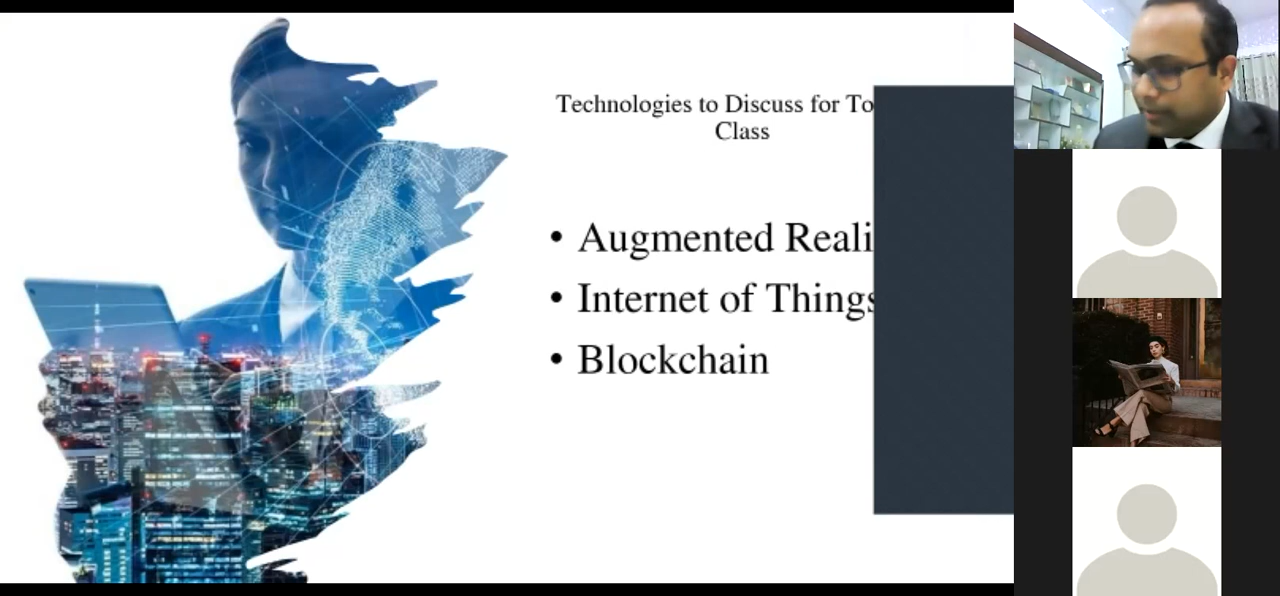 Technologies to Discuss for To
Class
• Augmented Reali
• Internet of Things
• Blockchain